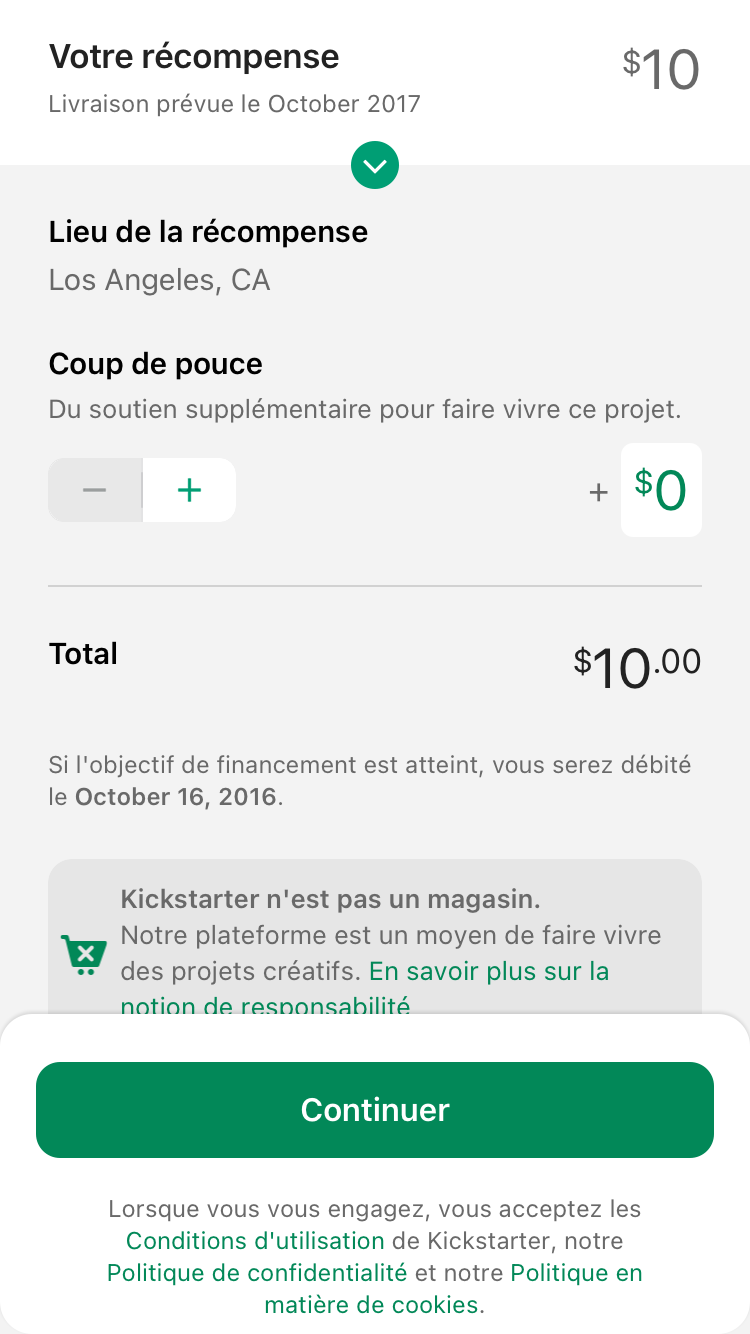 Votre récompense
$10
Livraison prévue le October 2017
Lieu de la récompense
Los Angeles, CA
Coup de pouce
Du soutien supplémentaire pour faire vivre ce projet.
− + + $0
Total
$10.00
Si l'objectif de financement est atteint, vous serez débité
le October 16, 2016.
Kickstarter n'est pas un magasin.
Notre plateforme est un moyen de faire vivre
des projets créatifs. En savoir plus sur la
notion de responsabilité
Continuer
Lorsque vous vous engagez, vous acceptez les
Conditions d'utilisation de Kickstarter, notre
Politique de confidentialité et notre Politique en
matière de cookies.